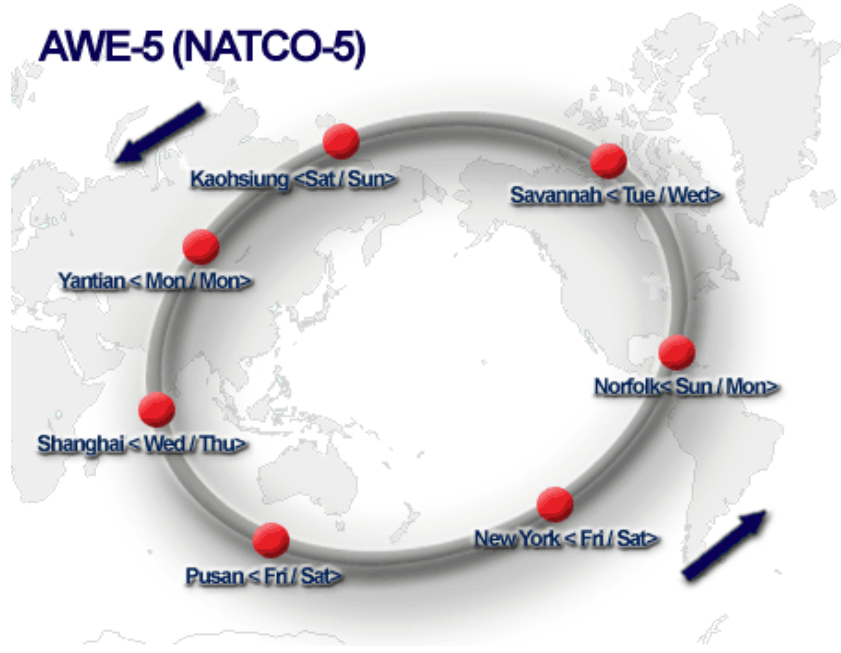 AWE-5 (NATCO-5)
Kaohsiung <Sat / Sun>
Savannah < Tue / Wed>
Yantian < Mon / Mon>
Norfolk< Sun / Mon>
Shanghai < Wed / Thu>
New York < Fri / Sat>
Pusan < Fri / Sat>